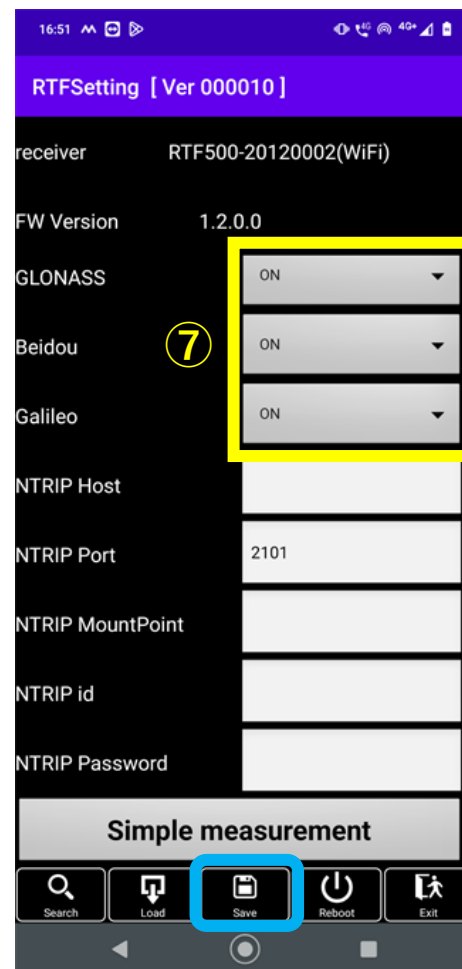 16:51 4G 4G+
RTFSetting [ Ver 000010 ]
receiver RTF500-20120002(WiFi)
FW Version 1.2.0.0
GLONASS ON
Beidou ⑦ ON
Galileo ON
NTRIP Host
NTRIP Port 2101
NTRIP MountPoint
NTRIP id
NTRIP Password
Simple measurement
Search Load Save Reboot Exit